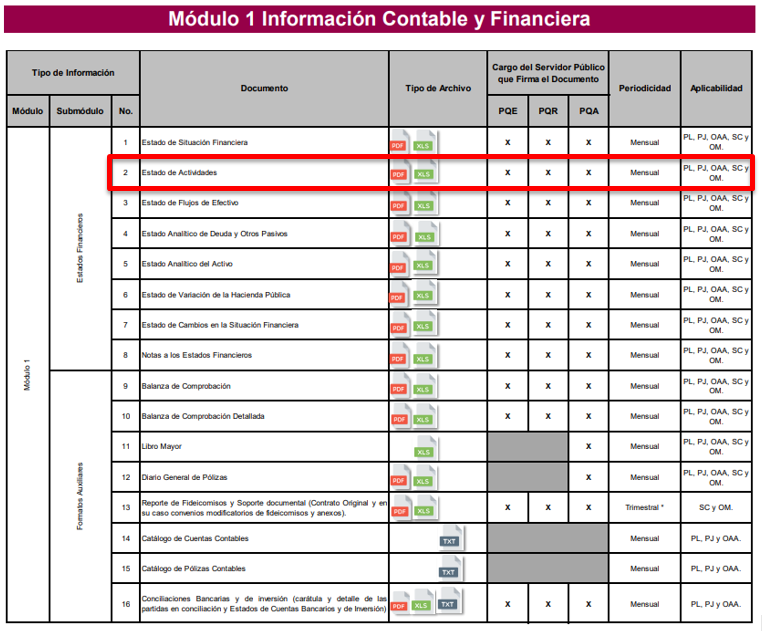 Módulo 1 Información Contable y Financiera
Tipo de Información
Documento
Tipo de Archivo
Cargo del Servidor Público
que Firma el Documento
Periodicidad
Aplicabilidad
Módulo
Submódulo
No.
PQE
PQR
PQA
Módulo 1
Estados Financieros
1 Estado de Situación Financiera PDF XLS X X X Mensual PL, PJ, OAA, SC y
OM.
2 Estado de Actividades PDF XLS X X X Mensual PL, PJ, OAA, SC y
OM.
3 Estado de Flujos de Efectivo PDF XLS X X X Mensual PL, PJ, OAA, SC y
OM.
4 Estado Analítico de Deuda y Otros Pasivos PDF XLS X X X Mensual PL, PJ, OAA, SC y
OM.
5 Estado Analítico del Activo PDF XLS X X X Mensual PL, PJ, OAA, SC y
OM.
6 Estado de Variación de la Hacienda Pública PDF XLS X X X Mensual PL, PJ, OAA, SC y
OM.
7 Estado de Cambios en la Situación Financiera PDF XLS X X X Mensual PL, PJ, OAA, SC y
OM.
8 Notas a los Estados Financieros PDF XLS X X X Mensual PL, PJ, OAA, SC y
OM.
Formatos Auxiliares
9 Balanza de Comprobación PDF XLS X X X Mensual PL, PJ, OAA, SC y
OM.
10 Balanza de Comprobación Detallada PDF XLS X X X Mensual PL, PJ, OAA, SC y
OM.
11 Libro Mayor XLS X Mensual PL, PJ, OAA, SC y
OM.
12 Diario General de Pólizas PDF XLS X Mensual PL, PJ, OAA, SC y
OM.
13 Reporte de Fideicomisos y Soporte documental (Contrato Original y en
su caso convenios modificatorios de fideicomisos y anexos). PDF XLS X X X Trimestral * SC y OM.
14 Catálogo de Cuentas Contables TXT Mensual PL, PJ y OAA.
15 Catálogo de Pólizas Contables TXT Mensual PL, PJ y OAA.
16 Conciliaciones Bancarias y de inversión (carátula y detalle de las
partidas en conciliación y Estados de Cuentas Bancarios y de Inversión) PDF XLS TXT X X X Mensual PL, PJ y OAA.